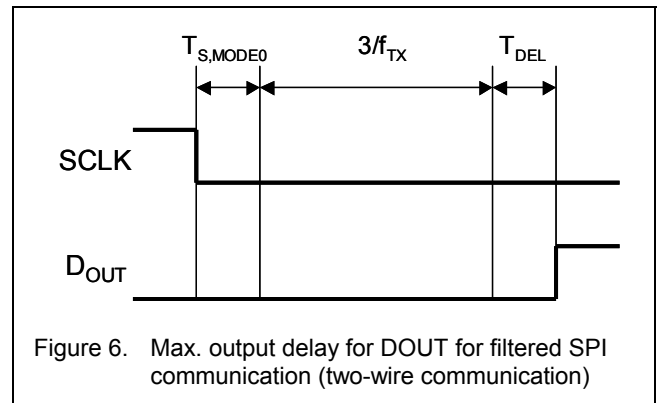 T_S,MODE0 3/f_TX T_DEL
SCLK
D_OUT
Figure 6. Max. output delay for DOUT for filtered SPI
communication (two-wire communication)